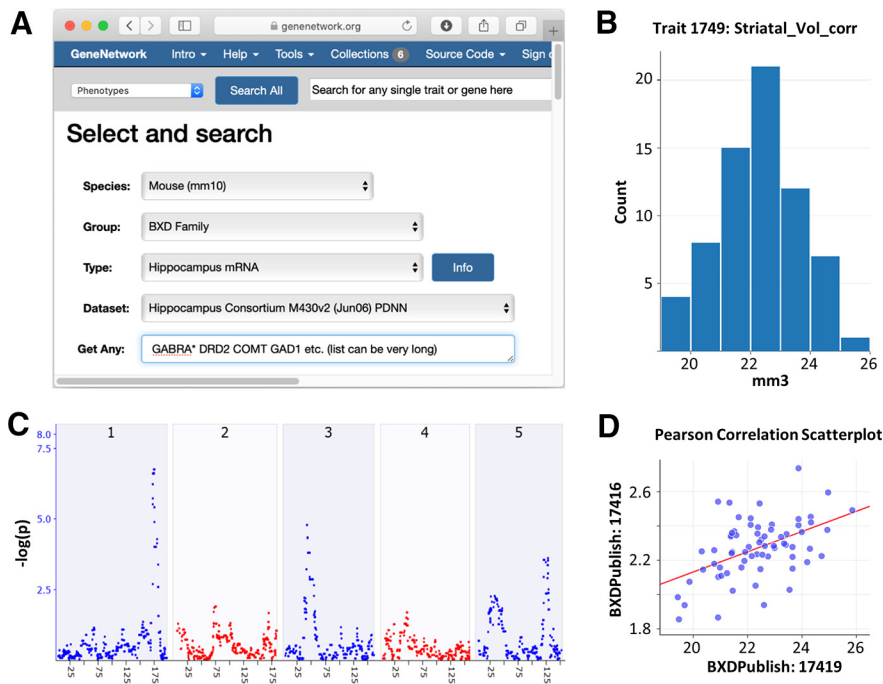 A
genenetwork.org
GeneNetwork Intro Help Tools Collections 6 Source Code Sign
Phenotypes Search All Search for any single trait or gene here
Select and search
Species: Mouse (mm10)
Group: BXD Family
Type: Hippocampus mRNA Info
Dataset: Hippocampus Consortium M430v2 (Jun06) PDNN
Get Any: GABRA* DRD2 COMT GAD1 etc. (list can be very long)
B
Trait 1749: Striatal_Vol_corr
Count
20
15
10
5
20 22 24 26
mm3
C
1 2 3 4 5
-log(p)
8.0
7.5
5.0
2.5
25 75 125 175 25 75 125 175 25 75 125 25 75 125 25 75 125
D
Pearson Correlation Scatterplot
BXDPublish: 17416
2.6
2.2
1.8
20 22 24 26
BXDPublish: 17419